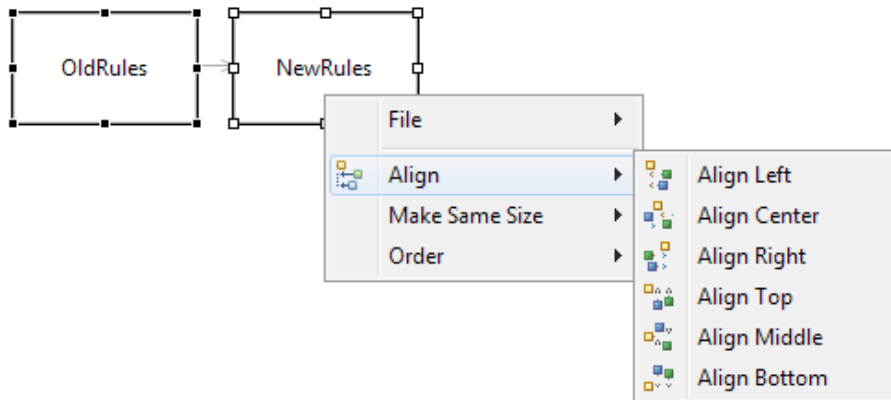 OldRules
NewRules
File
Align
Make Same Size
Order
Align Left
Align Center
Align Right
Align Top
Align Middle
Align Bottom